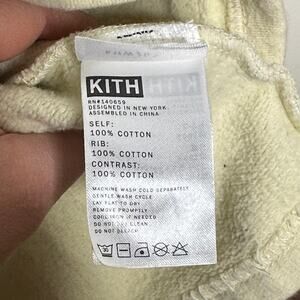 KITH
RN#140659
DESIGNED IN NEW YORK.
ASSEMBLED IN CHINA
SELF:
100% COTTON
RIB:
100% COTTON
CONTRAST:
100% COTTON
MACHINE WASH COLD SEPARATELY
GENTLE WASH CYCLE
LAY FLAT TO DRY
REMOVE PROMPTLY
COOL IRON IF NEEDED
DO NOT DRY CLEAN
DO NOT BLEACH